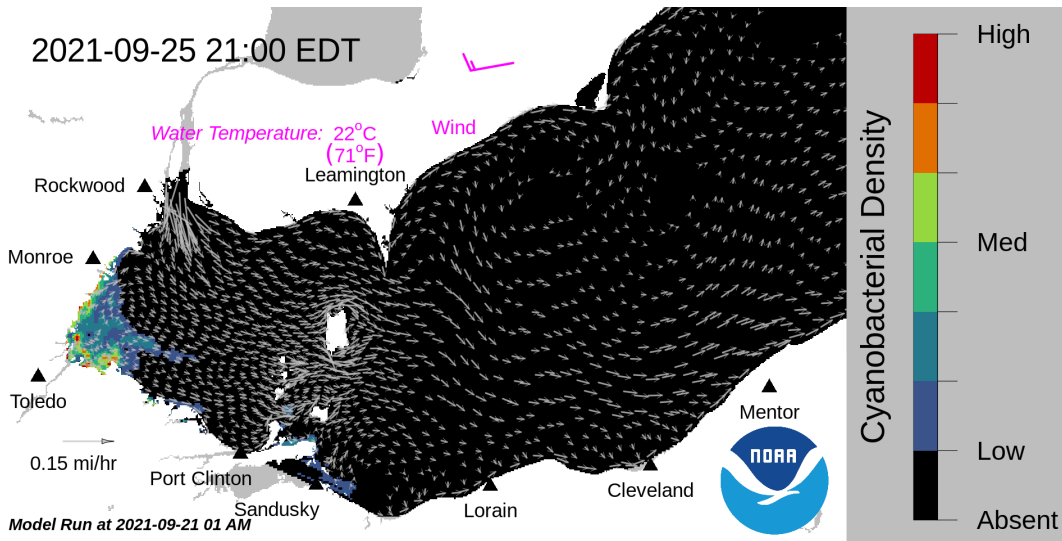 2021-09-25 21:00 EDT
Water Temperature: 22°C
(71°F)
Wind
Leamington
Rockwood
Monroe
Toledo
0.15 mi/hr
Port Clinton
Sandusky
Lorain
Cleveland
Mentor
NOAA
Model Run at 2021-09-21 01 AM
Cyanobacterial Density
High
Med
Low
Absent